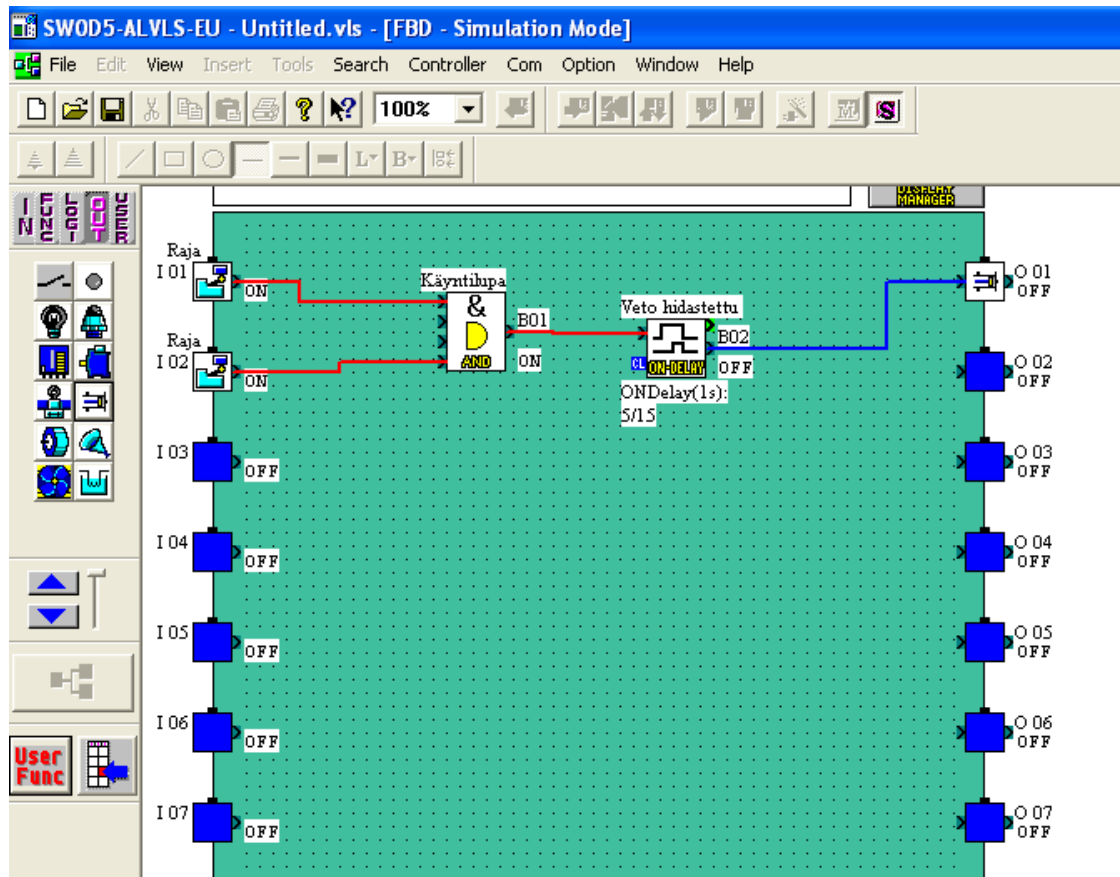 SW0D5-ALVLS-EU - Untitled.vls - [FBD - Simulation Mode]
File Edit View Insert Tools Search Controller Com Option Window Help
100%
M S
L B
IN FUNC LOGI OUT USER
DISPLAY
MANAGER
Raja
I 01
ON
Käyntilupa
&
B01
AND
ON
Veto hidastettu
B02
CL
ON-DELAY
OFF
ONDelay(1s):
5/15
O 01
OFF
Raja
I 02
ON
O 02
OFF
I 03
OFF
O 03
OFF
I 04
OFF
O 04
OFF
I 05
OFF
O 05
OFF
I 06
OFF
O 06
OFF
User
Func
I 07
OFF
O 07
OFF